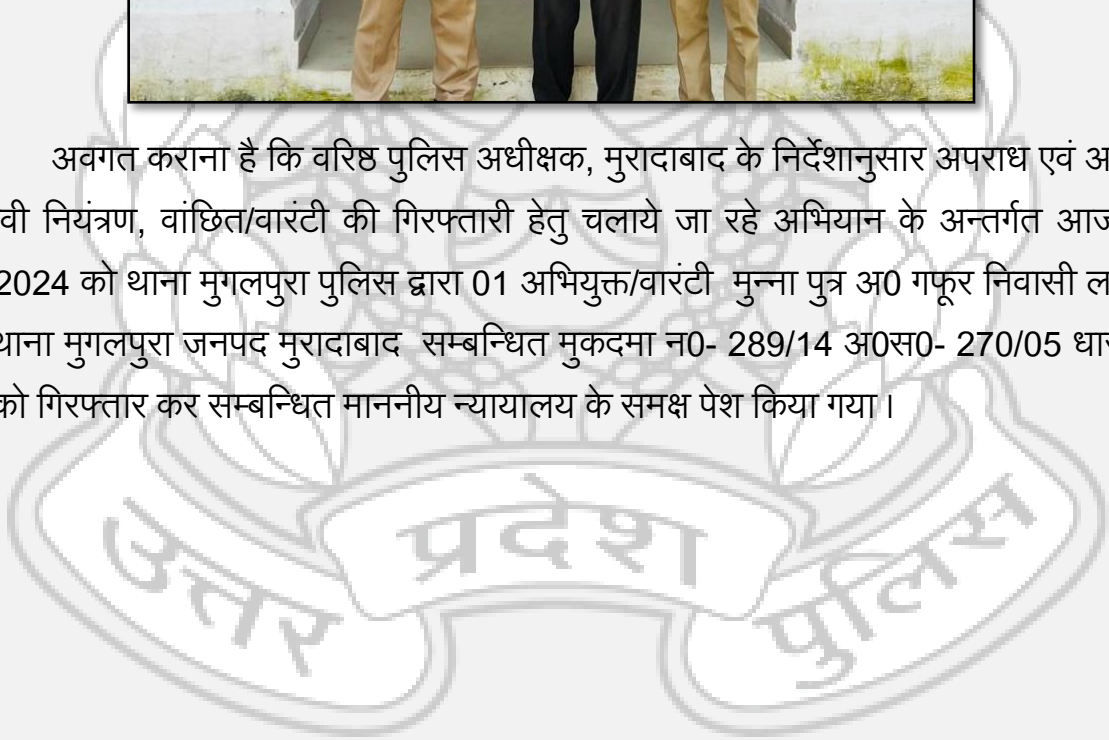 अवगत कराना है कि वरिष्ठ पुलिस अधीक्षक, मुरादाबाद के निर्देशानुसार अपराध एवं अ
वी नियंत्रण, वांछित/वारंटी की गिरफ्तारी हेतु चलाये जा रहे अभियान के अन्तर्गत आज
2024 को थाना मुगलपुरा पुलिस द्वारा 01 अभियुक्त/वारंटी मुन्ना पुत्र अ0 गफूर निवासी ल
थाना मुगलपुरा जनपद मुरादाबाद सम्बन्धित मुकदमा न0- 289/14 अ0स0- 270/05 धार
को गिरफ्तार कर सम्बन्धित माननीय न्यायालय के समक्ष पेश किया गया।
उत्तर प्रदेश पुलिस